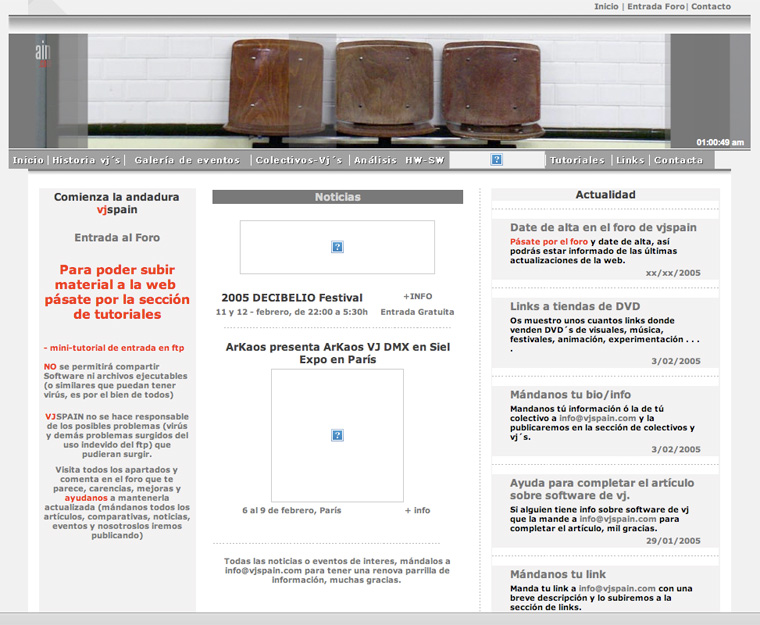 Inicio | Entrada Foro| Contacto
ain
01:00:49 am
Inicio | Historia vj´s | Galería de eventos | Colectivos-Vj´s | Análisis HW-SW Tutoriales | Links | Contacta
Comienza la andadura
vjspain
Entrada al Foro
Para poder subir
material a la web
pásate por la sección
de tutoriales
- mini-tutorial de entrada en ftp
NO se permitirá compartir
Software ni archivos ejecutables
(o similares que puedan tener
virús, es por el bien de todos)
VJSPAIN no se hace responsable
de los posibles problemas (virús
y demás problemas surgidos del
uso indevido del ftp) que
pudieran surgir.
Visita todos los apartados y
comenta en el foro que te
parece, carencias, mejoras y
ayudanos a mantenerla
actualizada (mándanos todos los
artículos, comparativas, noticias,
eventos y nosotroslos iremos
publicando)
Noticias
2005 DECIBELIO Festival +INFO
11 y 12 - febrero, de 22:00 a 5:30h Entrada Gratuita
ArKaos presenta ArKaos VJ DMX en Siel
Expo en París
6 al 9 de febrero, París + info
Todas las noticias o eventos de interes, mándalos a
info@vjspain.com para tener una renova parrilla de
información, muchas gracias.
Actualidad
Date de alta en el foro de vjspain
Pásate por el foro y date de alta, así
podrás estar informado de las últimas
actualizaciones de la web.
xx/xx/2005
Links a tiendas de DVD
Os muestro unos cuantos links donde
venden DVD´s de visuales, música,
festivales, animación, experimentación . . .
.
3/02/2005
Mándanos tu bio/info
Mandanos tú información ó la de tú
colectivo a info@vjspain.com y la
publicaremos en la sección de colectivos y
vj´s.
3/02/2005
Ayuda para completar el artículo
sobre software de vj.
Si alguien tiene info sobre software de vj
que la mande a info@vjspain.com para
completar el artículo, mil gracias.
29/01/2005
Mándanos tu link
Manda tu link a info@vjspain.com con una
breve descripción y lo subiremos a la
sección de links.